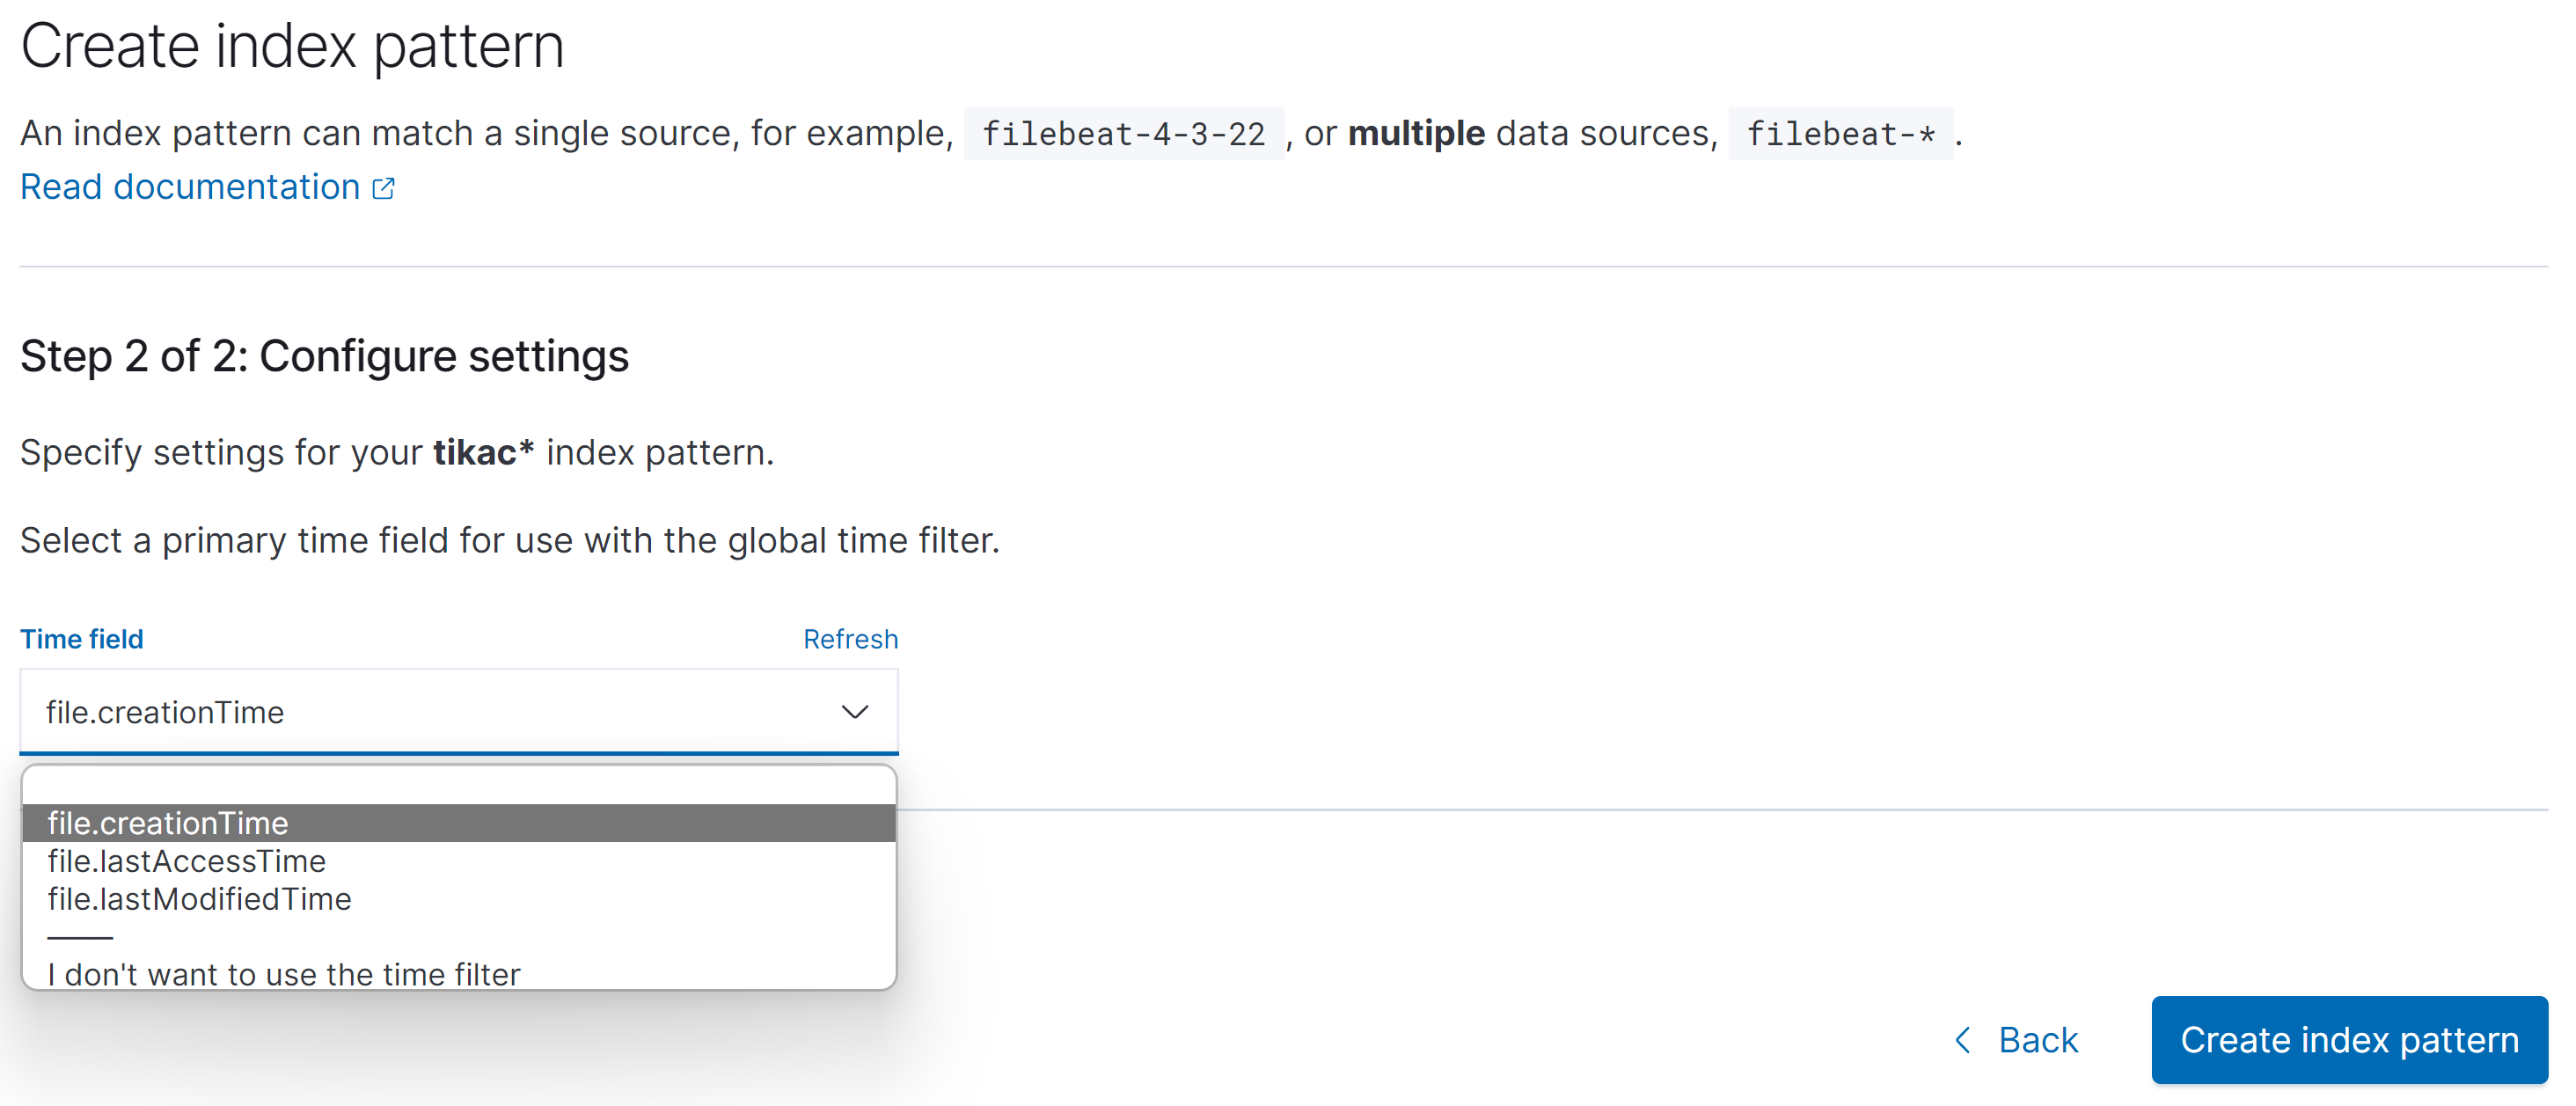 Create index pattern
An index pattern can match a single source, for example, filebeat-4-3-22 , or multiple data sources, filebeat-* .
Read documentation
Step 2 of 2: Configure settings
Specify settings for your tikac* index pattern.
Select a primary time field for use with the global time filter.
Time field Refresh
file.creationTime
file.creationTime
file.lastAccessTime
file.lastModifiedTime
———
I don't want to use the time filter
Back Create index pattern